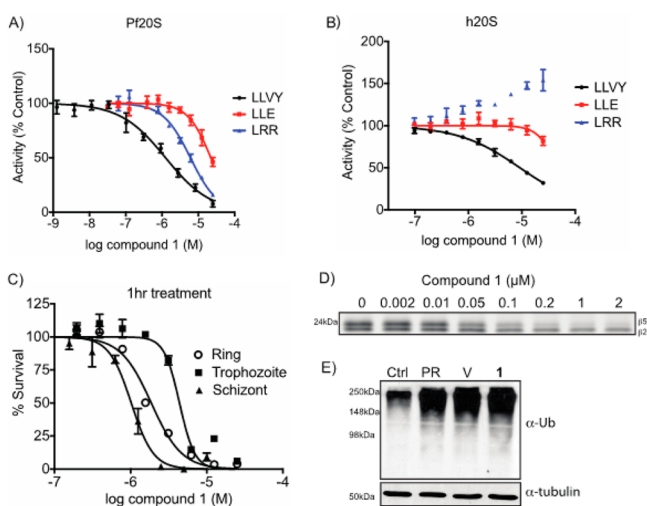 A)
Pf20S
Activity (% Control)
150
100
50
0
-9 -8 -7 -6 -5 -4
log compound 1 (M)
LLVY
LLE
LRR
B)
h20S
Activity (% Control)
200
150
100
50
0
-7 -6 -5 -4
log compound 1 (M)
LLVY
LLE
LRR
C)
1hr treatment
% Survival
125
100
75
50
25
0
-7 -6 -5 -4
log compound 1 (M)
Ring
Trophozoite
Schizont
D)
Compound 1 (μM)
0 0.002 0.01 0.05 0.1 0.2 1 2
24kDa
β5
β2
E)
Ctrl PR V 1
250kDa
148kDa
98kDa
α-Ub
50kDa
α-tubulin